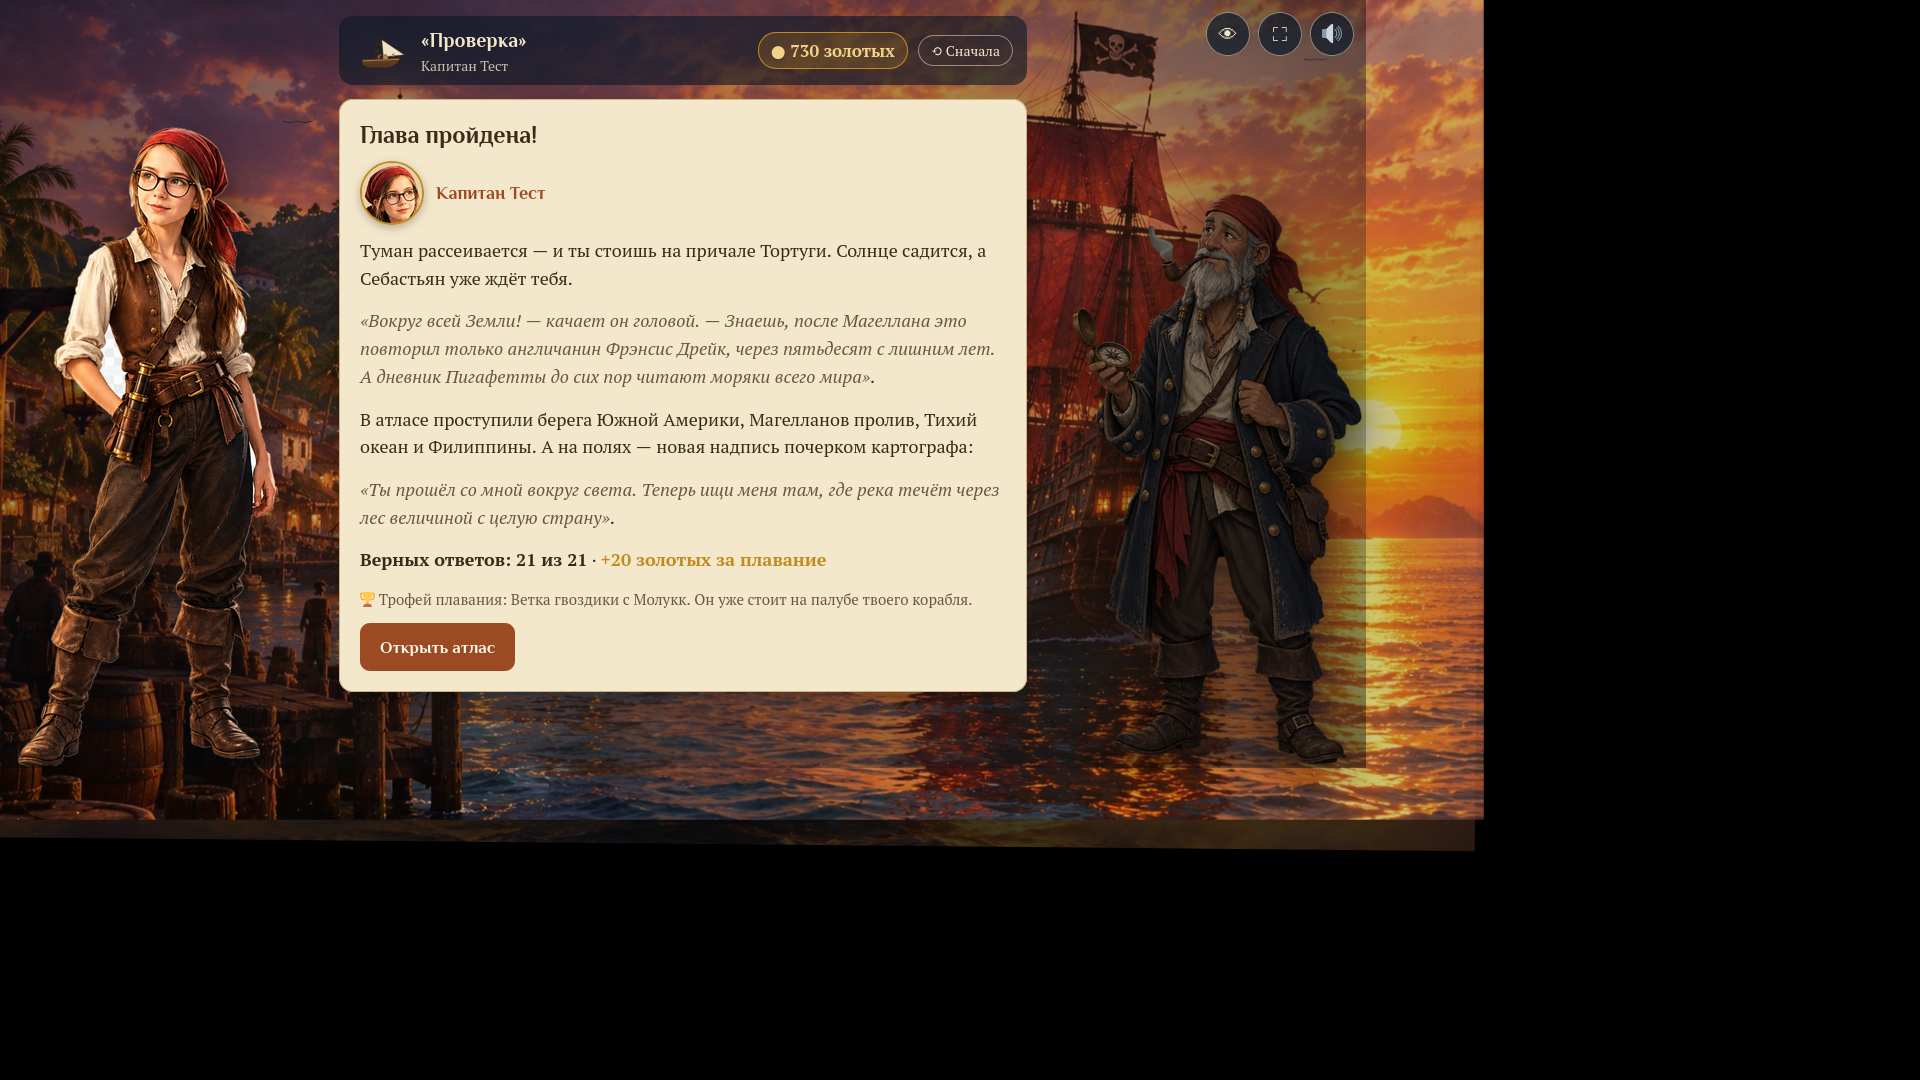 «Проверка»
Капитан Тест
730 золотых
⟲ Сначала
Глава пройдена!
Капитан Тест
Туман рассеивается — и ты стоишь на причале Тортуги. Солнце садится, а
Себастьян уже ждёт тебя.
«Вокруг всей Земли! — качает он головой. — Знаешь, после Магеллана это
повторил только англичанин Фрэнсис Дрейк, через пятьдесят с лишним лет.
А дневник Пигафетты до сих пор читают моряки всего мира».
В атласе проступили берега Южной Америки, Магелланов пролив, Тихий
океан и Филиппины. А на полях — новая надпись почерком картографа:
«Ты прошёл со мной вокруг света. Теперь ищи меня там, где река течёт через
лес величиной с целую страну».
Верных ответов: 21 из 21 · +20 золотых за плавание
🏆 Трофей плавания: Ветка гвоздики с Молукк. Он уже стоит на палубе твоего корабля.
Открыть атлас